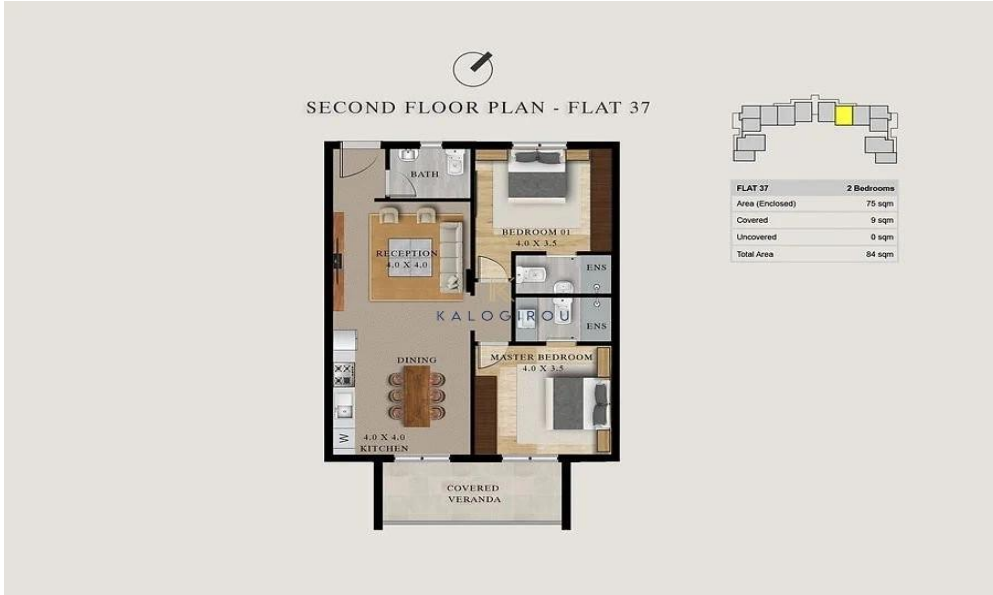 SECOND FLOOR PLAN - FLAT 37
BATH
BEDROOM 01
4.0 X 3.5
RECEPTION
4.0 X 4.0
ENS
K
KALOGIROU
ENS
DINING
MASTER BEDROOM
4.0 X 3.5
W
4.0 X 4.0
KITCHEN
COVERED
VERANDA
FLAT 37 2 Bedrooms
Area (Enclosed) 75 sqm
Covered 9 sqm
Uncovered 0 sqm
Total Area 84 sqm